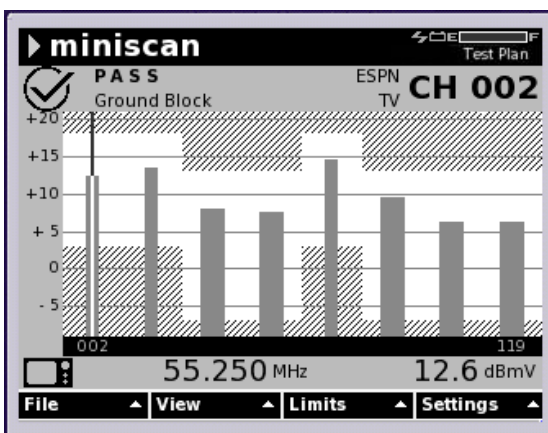 miniscan
E F
Test Plan
PASS
ESPN
CH 002
Ground Block
TV
+20
+15
+10
+ 5
0
- 5
002
119
55.250 MHz
12.6 dBmV
File
View
Limits
Settings